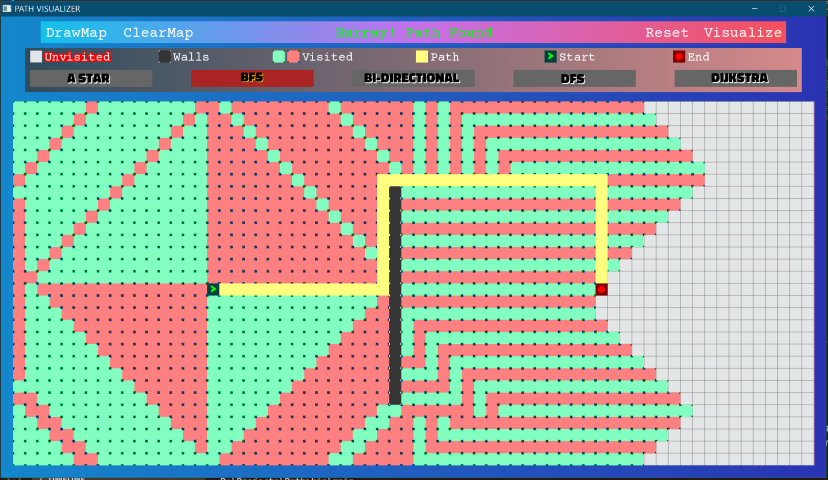 PATH VISUALIZER
DrawMap ClearMap Hurray! Path Found Reset Visualize
Unvisited Walls Visited Path Start End
A STAR BFS BI-DIRECTIONAL DFS DIJKSTRA